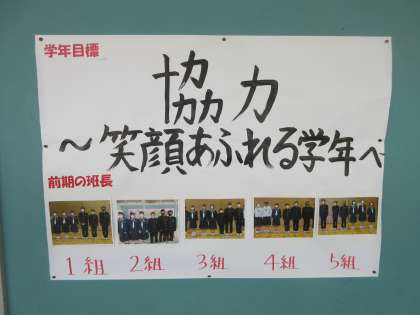 学年目標
協力
～笑顔あふれる学年へ
前期の班長
1組 2組 3組 4組 5組